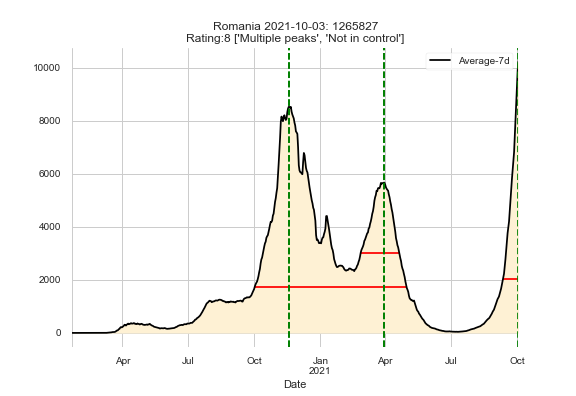 Romania 2021-10-03: 1265827
Rating:8 ['Multiple peaks', 'Not in control']
Average-7d
10000
8000
6000
4000
2000
0
Apr
Jul
Oct
Jan
2021
Apr
Jul
Oct
Date